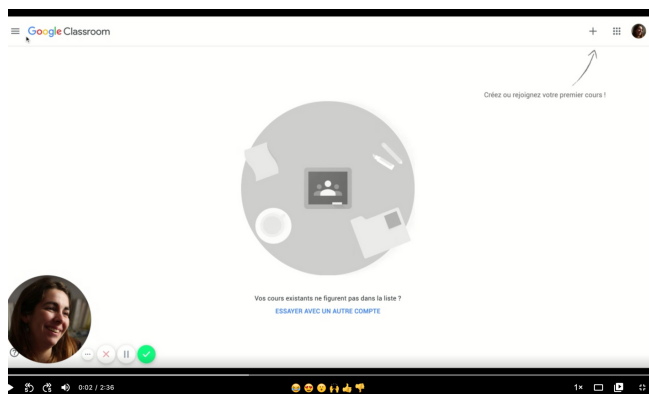 Google Classroom
Créez ou rejoignez votre premier cours !
Vos cours existants ne figurent pas dans la liste ?
ESSAYER AVEC UN AUTRE COMPTE
0:02 / 2:36
1×